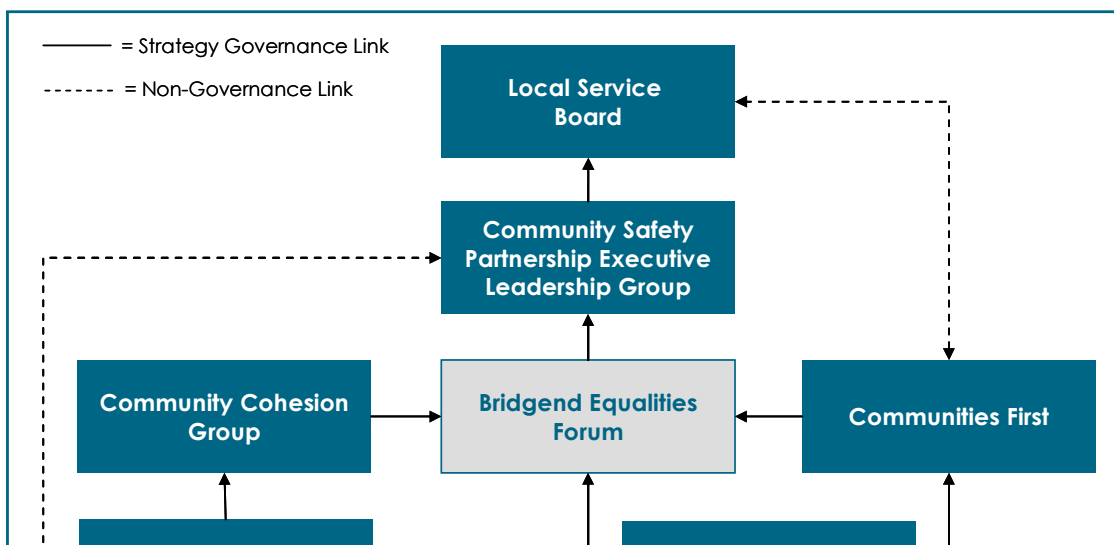 = Strategy Governance Link
= Non-Governance Link
Local Service
Board
Community Safety
Partnership Executive
Leadership Group
Community Cohesion
Group
Bridgend Equalities
Forum
Communities First